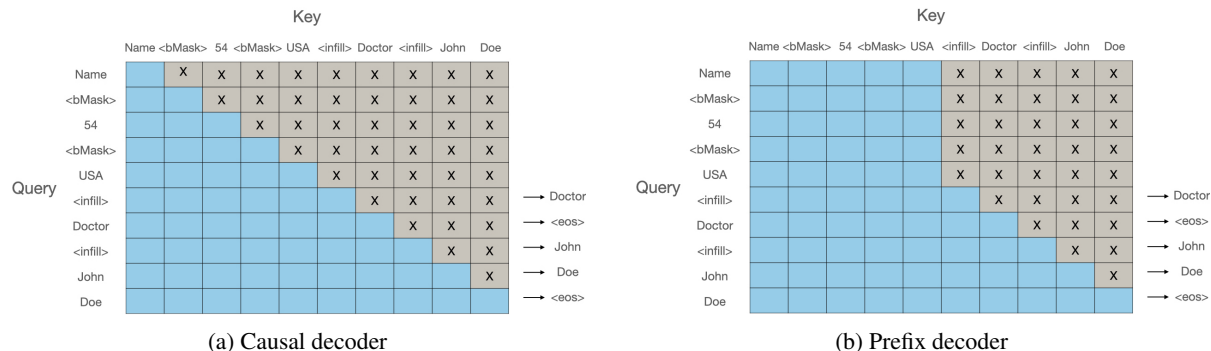 Key
Name <bMask> 54 <bMask> USA <infill> Doctor <infill> John Doe
Query
Name X X X X X X X X X
<bMask> X X X X X X X X
54 X X X X X X X
<bMask> X X X X X X
USA X X X X X
<infill> X X X X → Doctor
Doctor X X X → <eos>
<infill> X X → John
John X → Doe
Doe → <eos>
(a) Causal decoder
Key
Name <bMask> 54 <bMask> USA <infill> Doctor <infill> John Doe
Query
Name X X X X X
<bMask> X X X X X
54 X X X X X
<bMask> X X X X X
USA X X X X X
<infill> X X X X → Doctor
Doctor X X X → <eos>
<infill> X X → John
John X → Doe
Doe → <eos>
(b) Prefix decoder